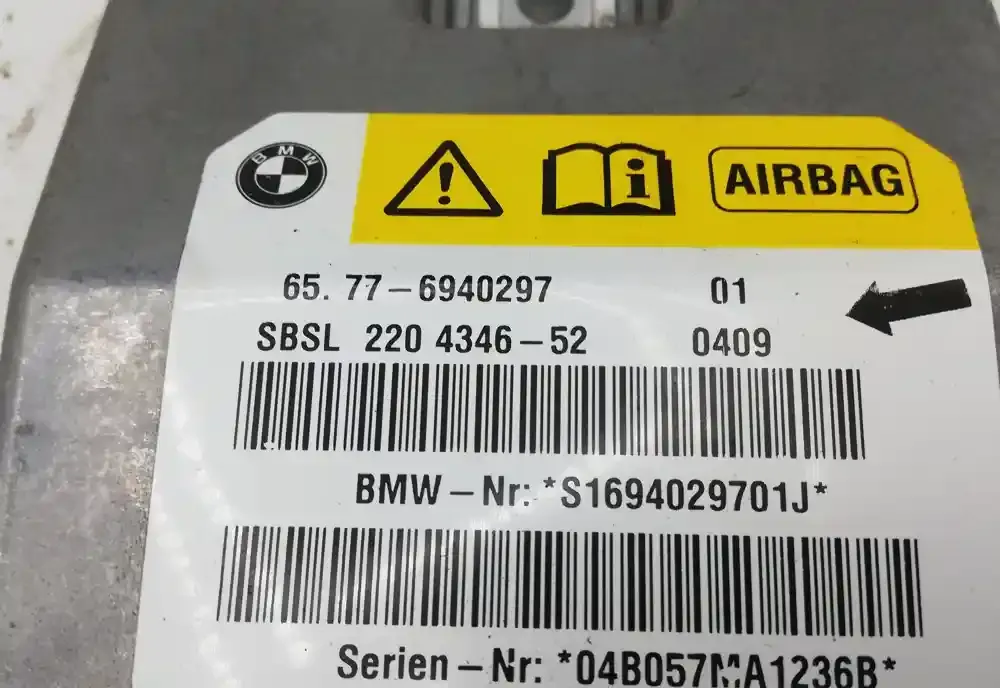 BMW
AIRBAG
65. 77-6940297 01
SBSL 220 4346-52 0409
BMW-Nr: *S1694029701J*
Serien-Nr: *04B057MA1236B*